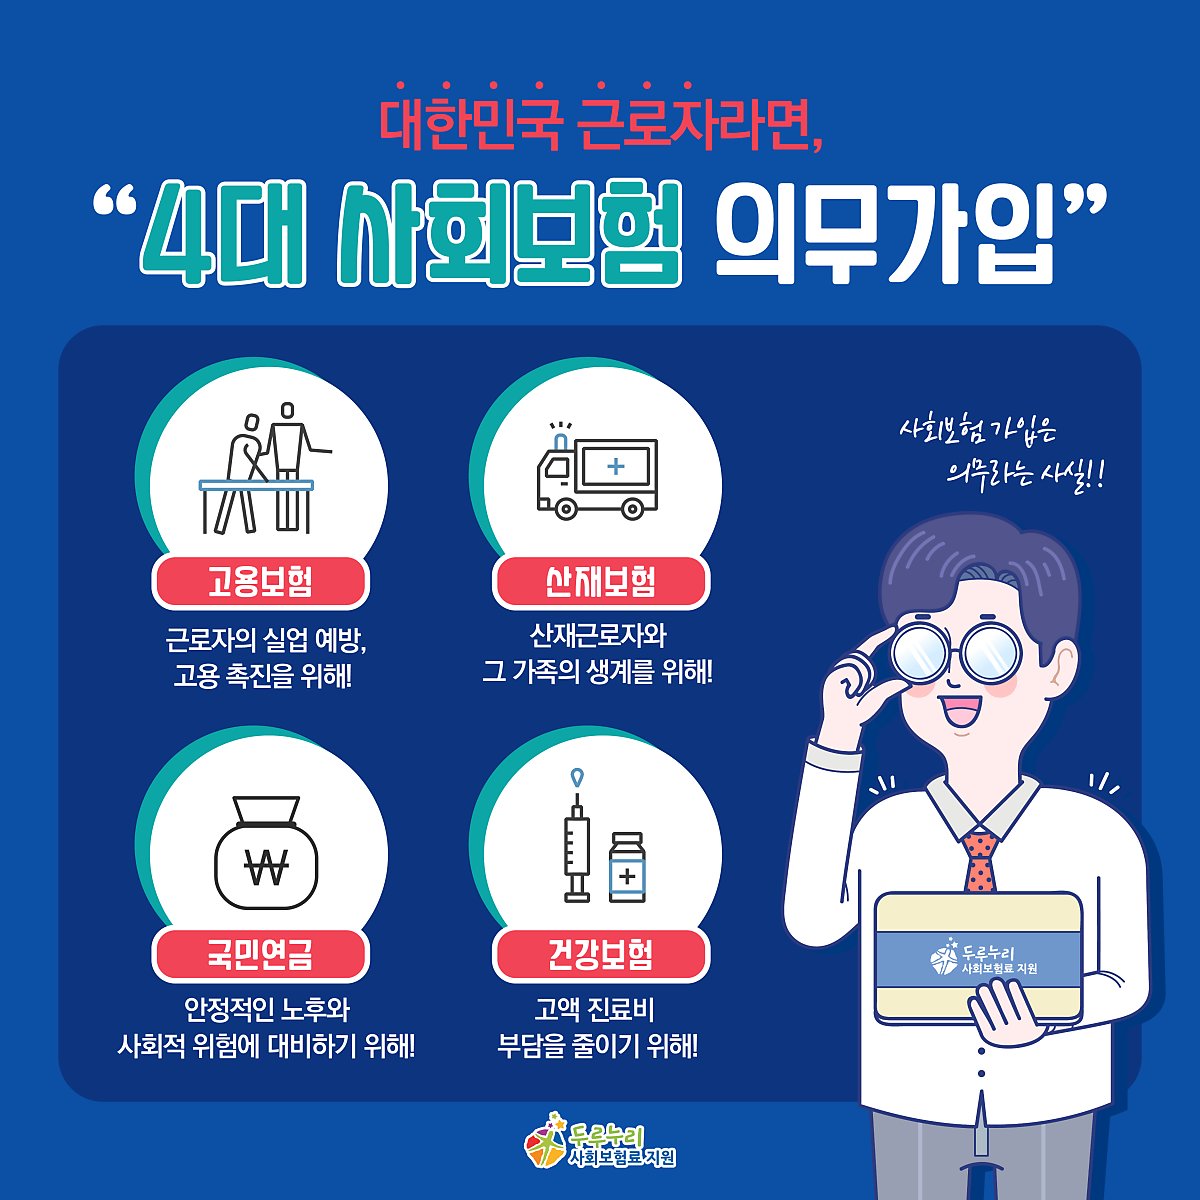 대한민국 근로자라면,
“4대 사회보험 의무가입”
사회보험 가입은
의무라는 사실!!
고용보험
근로자의 실업 예방,
고용 촉진을 위해!
산재보험
산재근로자와
그 가족의 생계를 위해!
₩
국민연금
안정적인 노후와
사회적 위험에 대비하기 위해!
건강보험
고액 진료비
부담을 줄이기 위해!
두루누리
사회보험료 지원
두루누리
사회보험료 지원